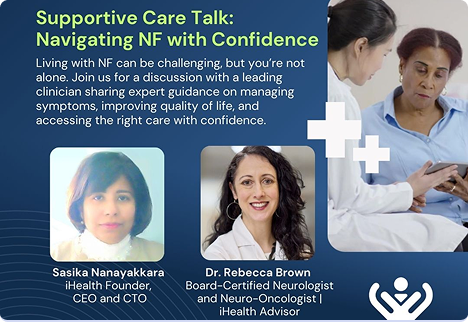 Supportive Care Talk:
Navigating NF with Confidence
Living with NF can be challenging, but you're not
alone. Join us for a discussion with a leading
clinician sharing expert guidance on managing
symptoms, improving quality of life, and
accessing the right care with confidence.
Sasika Nanayakkara
iHealth Founder,
CEO and CTO
Dr. Rebecca Brown
Board-Certified Neurologist
and Neuro-Oncologist |
iHealth Advisor